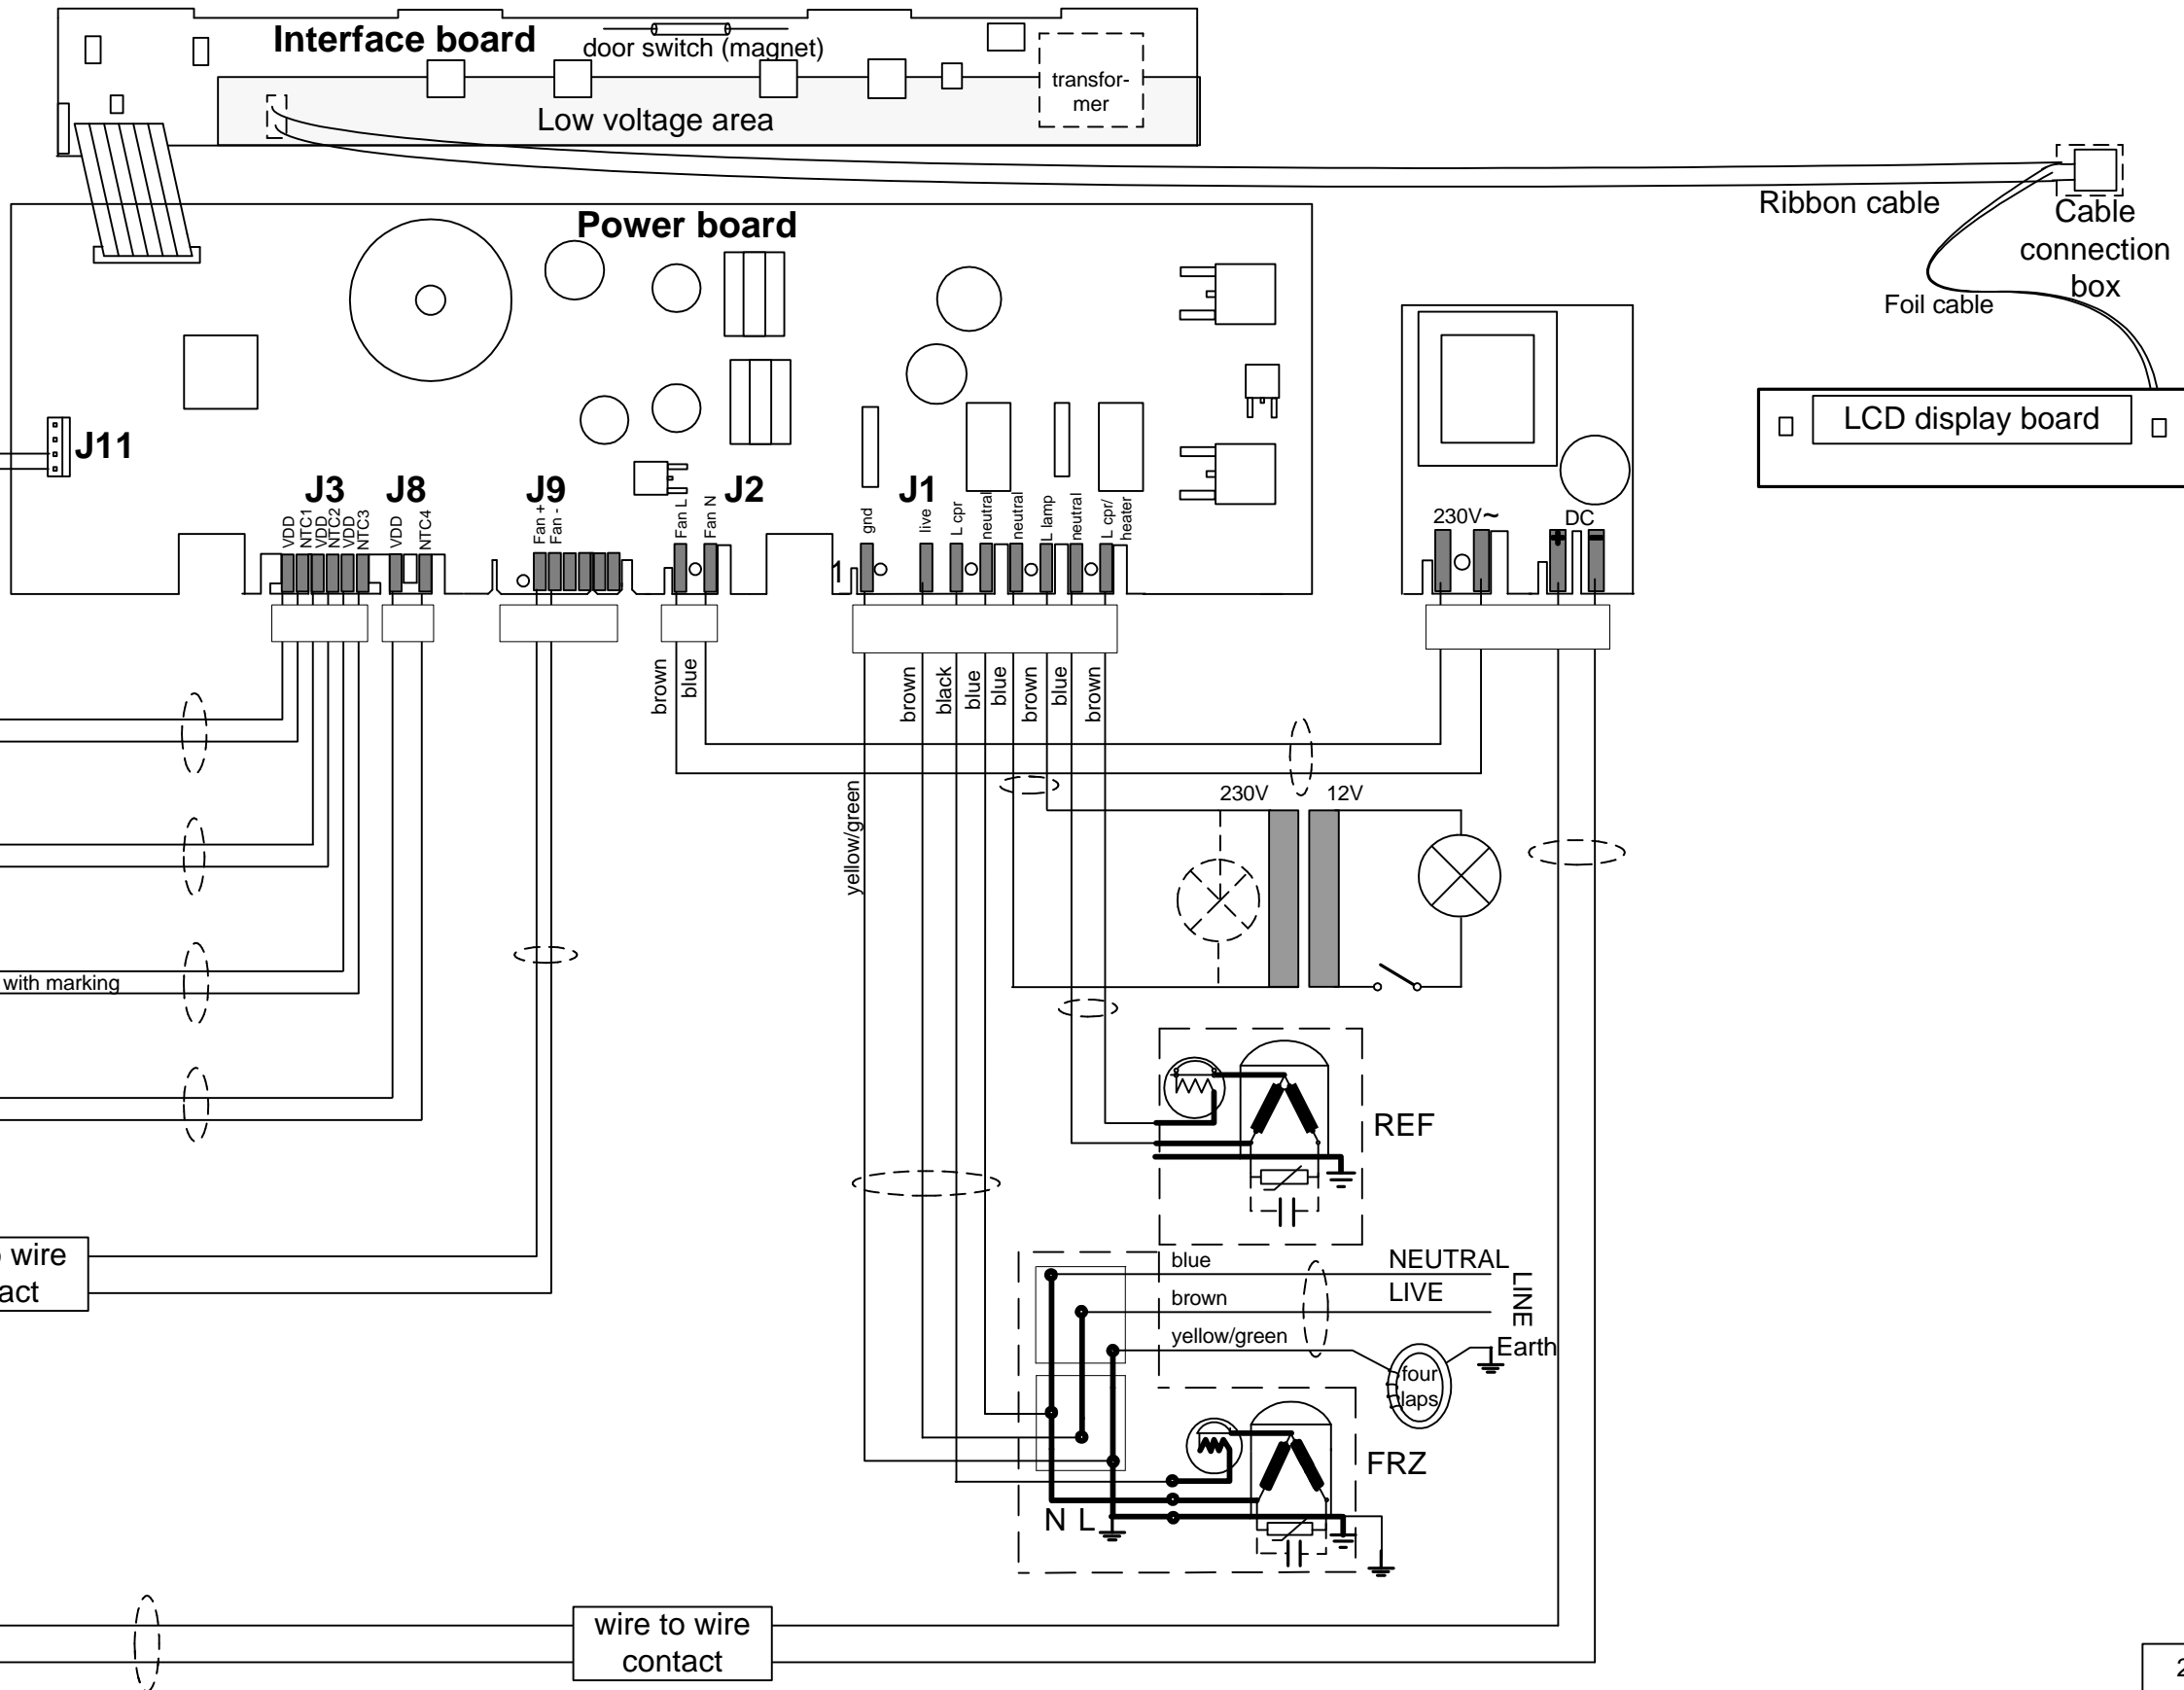 Interface board
door switch (magnet)
transfor-
mer
Low voltage area
Ribbon cable
Cable
connection
box
Foil cable
LCD display board
Power board
J11
J3
J8
J9
J2
J1
VDD
NTC1
VDD
NTC2
VDD
NTC3
VDD
NTC4
Fan +
Fan -
Fan L
Fan N
1
gnd
live
L cpr
neutral
neutral
L lamp
neutral
L cpr/
heater
230V~
DC
+
-
brown
blue
yellow/green
brown
black
blue
blue
brown
blue
brown
230V
12V
with marking
REF
wire
act
blue
NEUTRAL
brown
LIVE
LINE
yellow/green
Earth
four
laps
FRZ
N L
wire to wire
contact
2